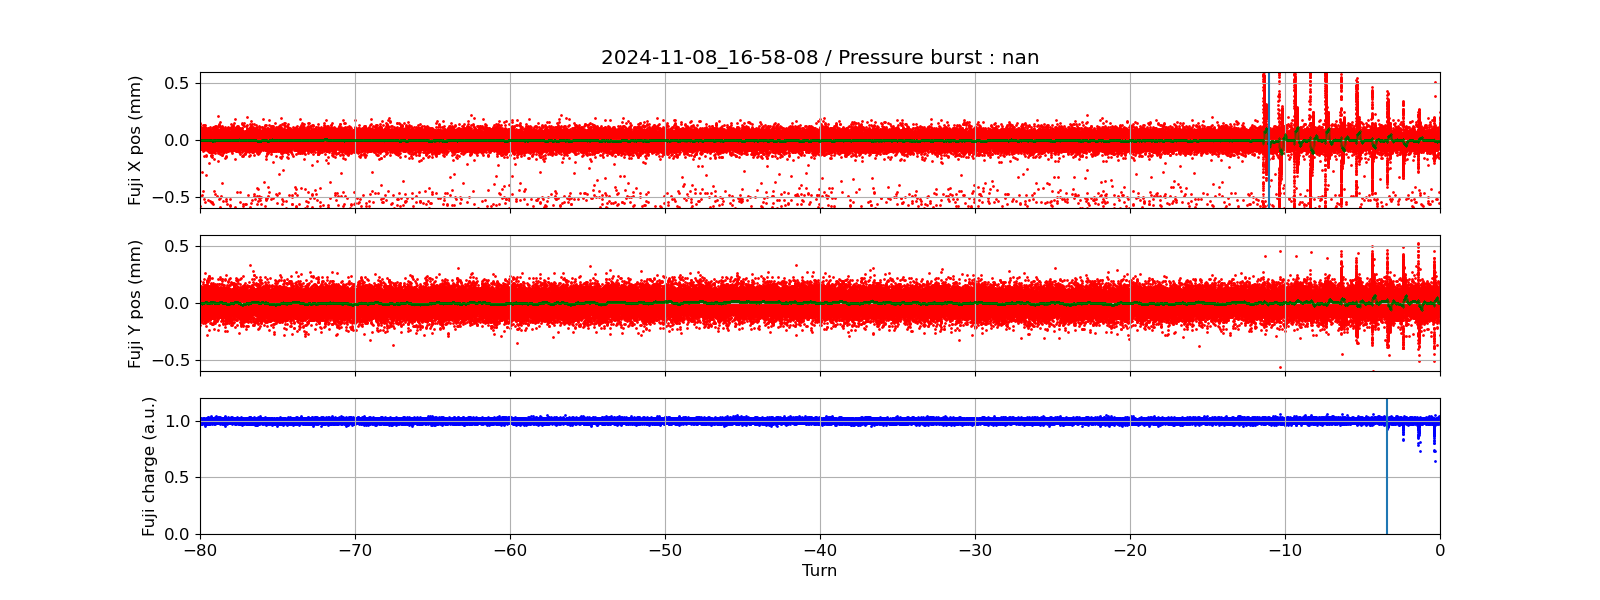 2024-11-08_16-58-08 / Pressure burst : nan
Fuji X pos (mm)
0.5
0.0
−0.5
Fuji Y pos (mm)
0.5
0.0
−0.5
Fuji charge (a.u.)
1.0
0.5
0.0
−80 −70 −60 −50 −40 −30 −20 −10 0
Turn